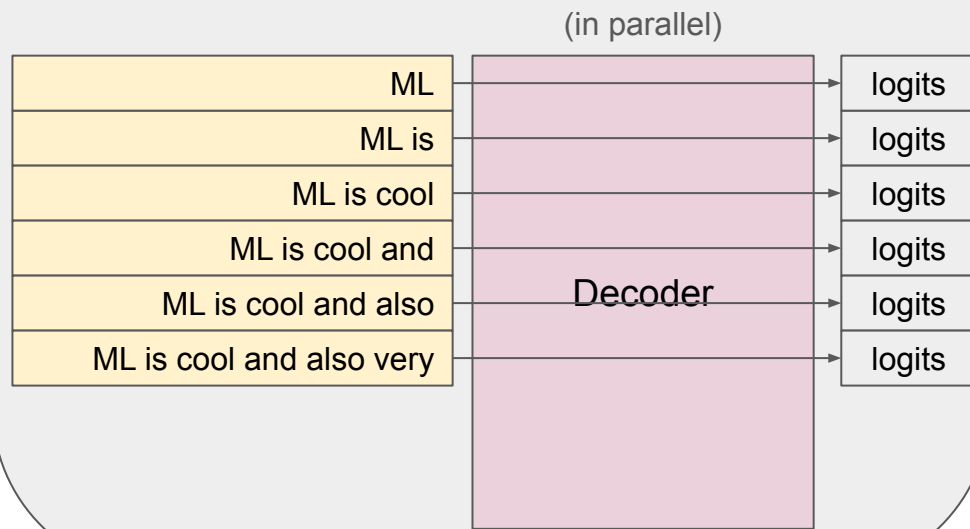 (in parallel)
ML logits
ML is logits
ML is cool logits
ML is cool and logits
Decoder
ML is cool and also logits
ML is cool and also very logits